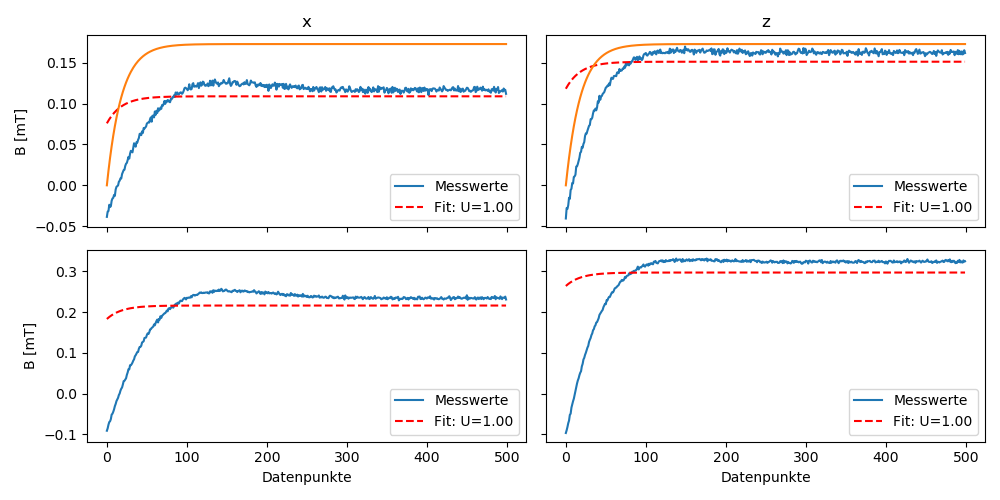 x
z
B [mT]
0.15
0.10
0.05
0.00
−0.05
Messwerte
Fit: U=1.00
Messwerte
Fit: U=1.00
B [mT]
0.3
0.2
0.1
0.0
−0.1
Messwerte
Fit: U=1.00
Messwerte
Fit: U=1.00
0 100 200 300 400 500
0 100 200 300 400 500
Datenpunkte
Datenpunkte